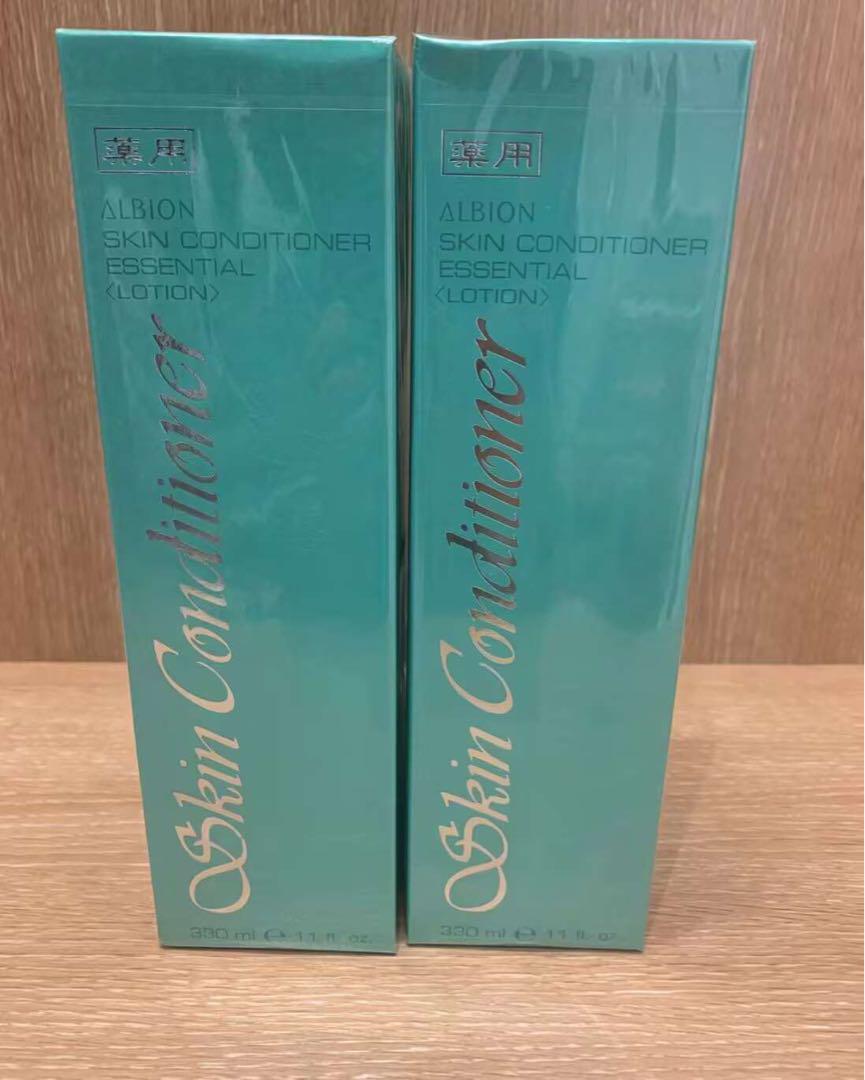 薬用
ALBION
SKIN CONDITIONER
ESSENTIAL
〈LOTION〉
Skin Conditioner
330 ml ℮ 11 fl. oz.
薬用
ALBION
SKIN CONDITIONER
ESSENTIAL
〈LOTION〉
Skin Conditioner
330 ml ℮ 11 fl. oz.